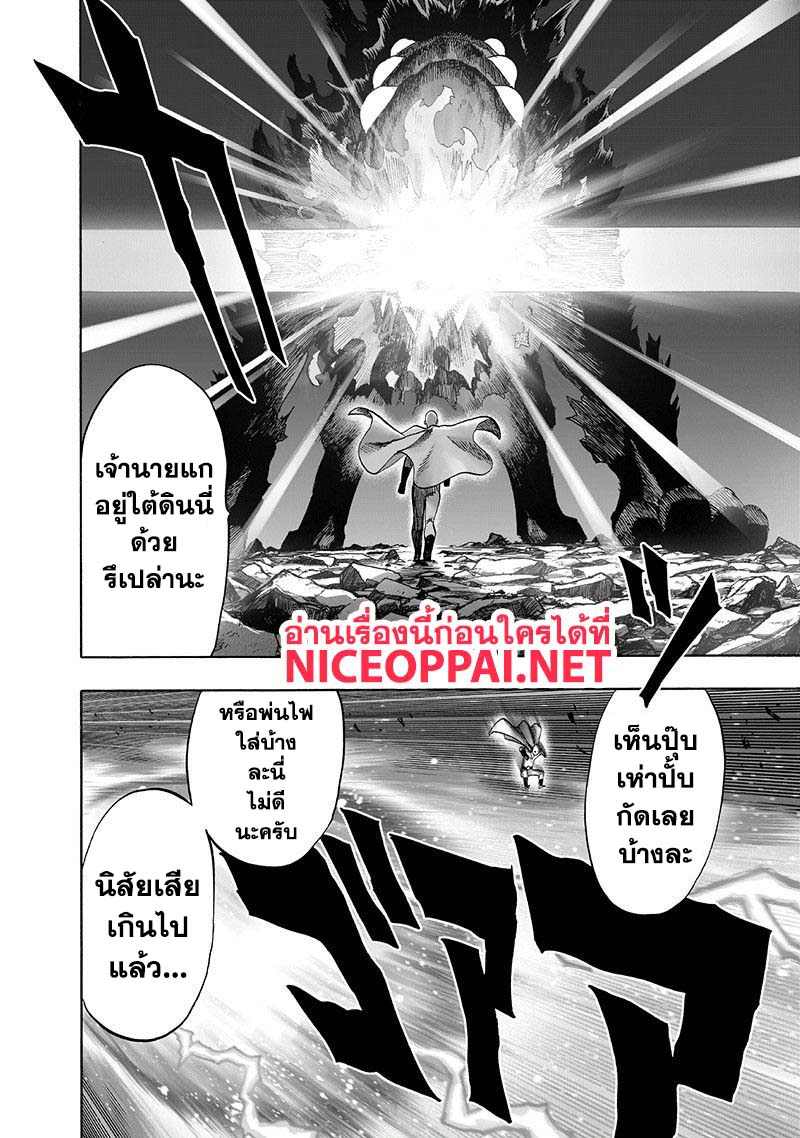 カッ
เจ้านายแก
อยู่ใต้ดินนี่
ด้วย
รึเปล่านะ
อ่านเรื่องนี้ก่อนใครได้ที่
NICEOPPAI.NET
เห็นปุ๊บ
เห่าปั้บ
กัดเลย
บ้างละ
หรือพ่นไฟ
ใส่บ้าง
ละนี่
ไม่ดี
นะครับ
นิสัยเสีย
เกินไป
แล้ว...